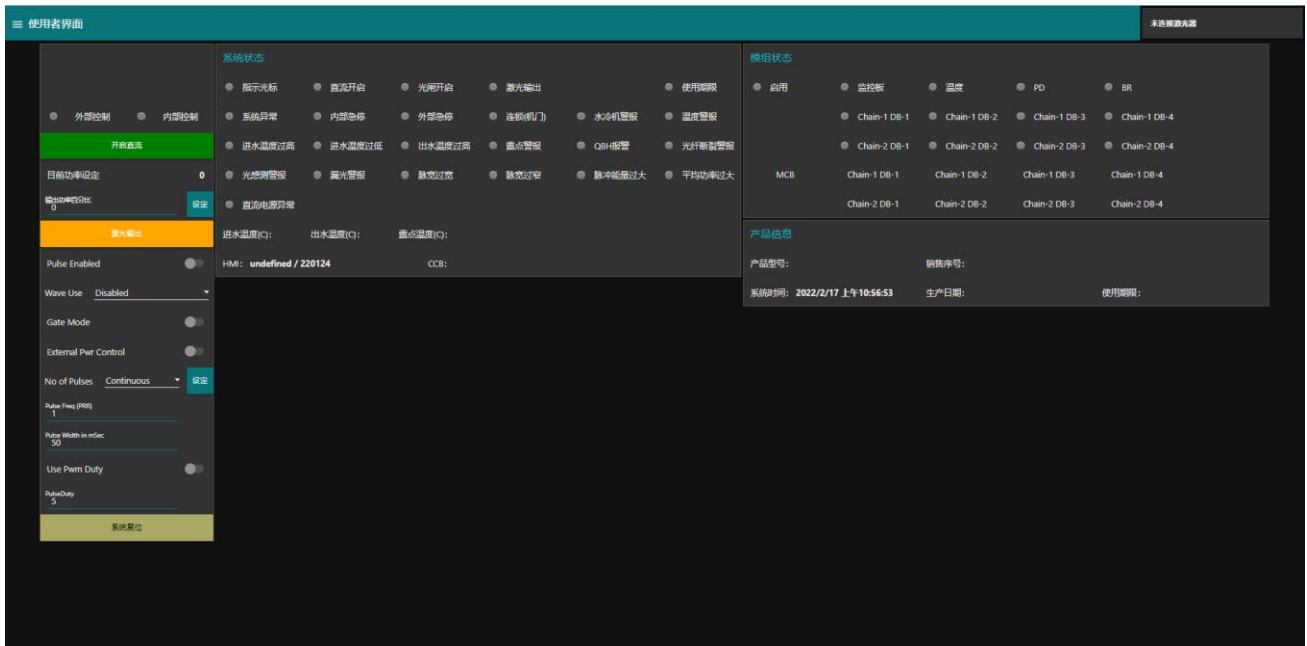 ≡ 使用者界面
未连接激光器
外部控制 内部控制
开启直流
目前功率设定 0
输出功率百分比
0 设定
激光输出
Pulse Enabled
Wave Use Disabled
Gate Mode
External Pwr Control
No of Pulses Continuous 设定
Pulse Freq (PRR)
1
Pulse Width in mSec
50
Use Pwm Duty
PulseDuty
5
系统复位
系统状态
指示光标 直流开启 光闸开启 激光输出 使用期限
系统异常 内部急停 外部急停 连锁(机门) 水冷机警报 温度警报
进水温度过高 进水温度过低 出水温度过高 露点警报 QBH报警 光纤断裂警报
光感测警报 漏光警报 脉宽过宽 脉宽过窄 脉冲能量过大 平均功率过大
直流电源异常
进水温度(C): 出水温度(C): 露点温度(C):
HMI: undefined / 220124 CCB:
模组状态
启用 监控板 温度 PD BR
Chain-1 DB-1 Chain-1 DB-2 Chain-1 DB-3 Chain-1 DB-4
Chain-2 DB-1 Chain-2 DB-2 Chain-2 DB-3 Chain-2 DB-4
MCB Chain-1 DB-1 Chain-1 DB-2 Chain-1 DB-3 Chain-1 DB-4
Chain-2 DB-1 Chain-2 DB-2 Chain-2 DB-3 Chain-2 DB-4
产品信息
产品型号: 销售序号:
系统时间: 2022/2/17 上午10:56:53 生产日期: 使用期限: